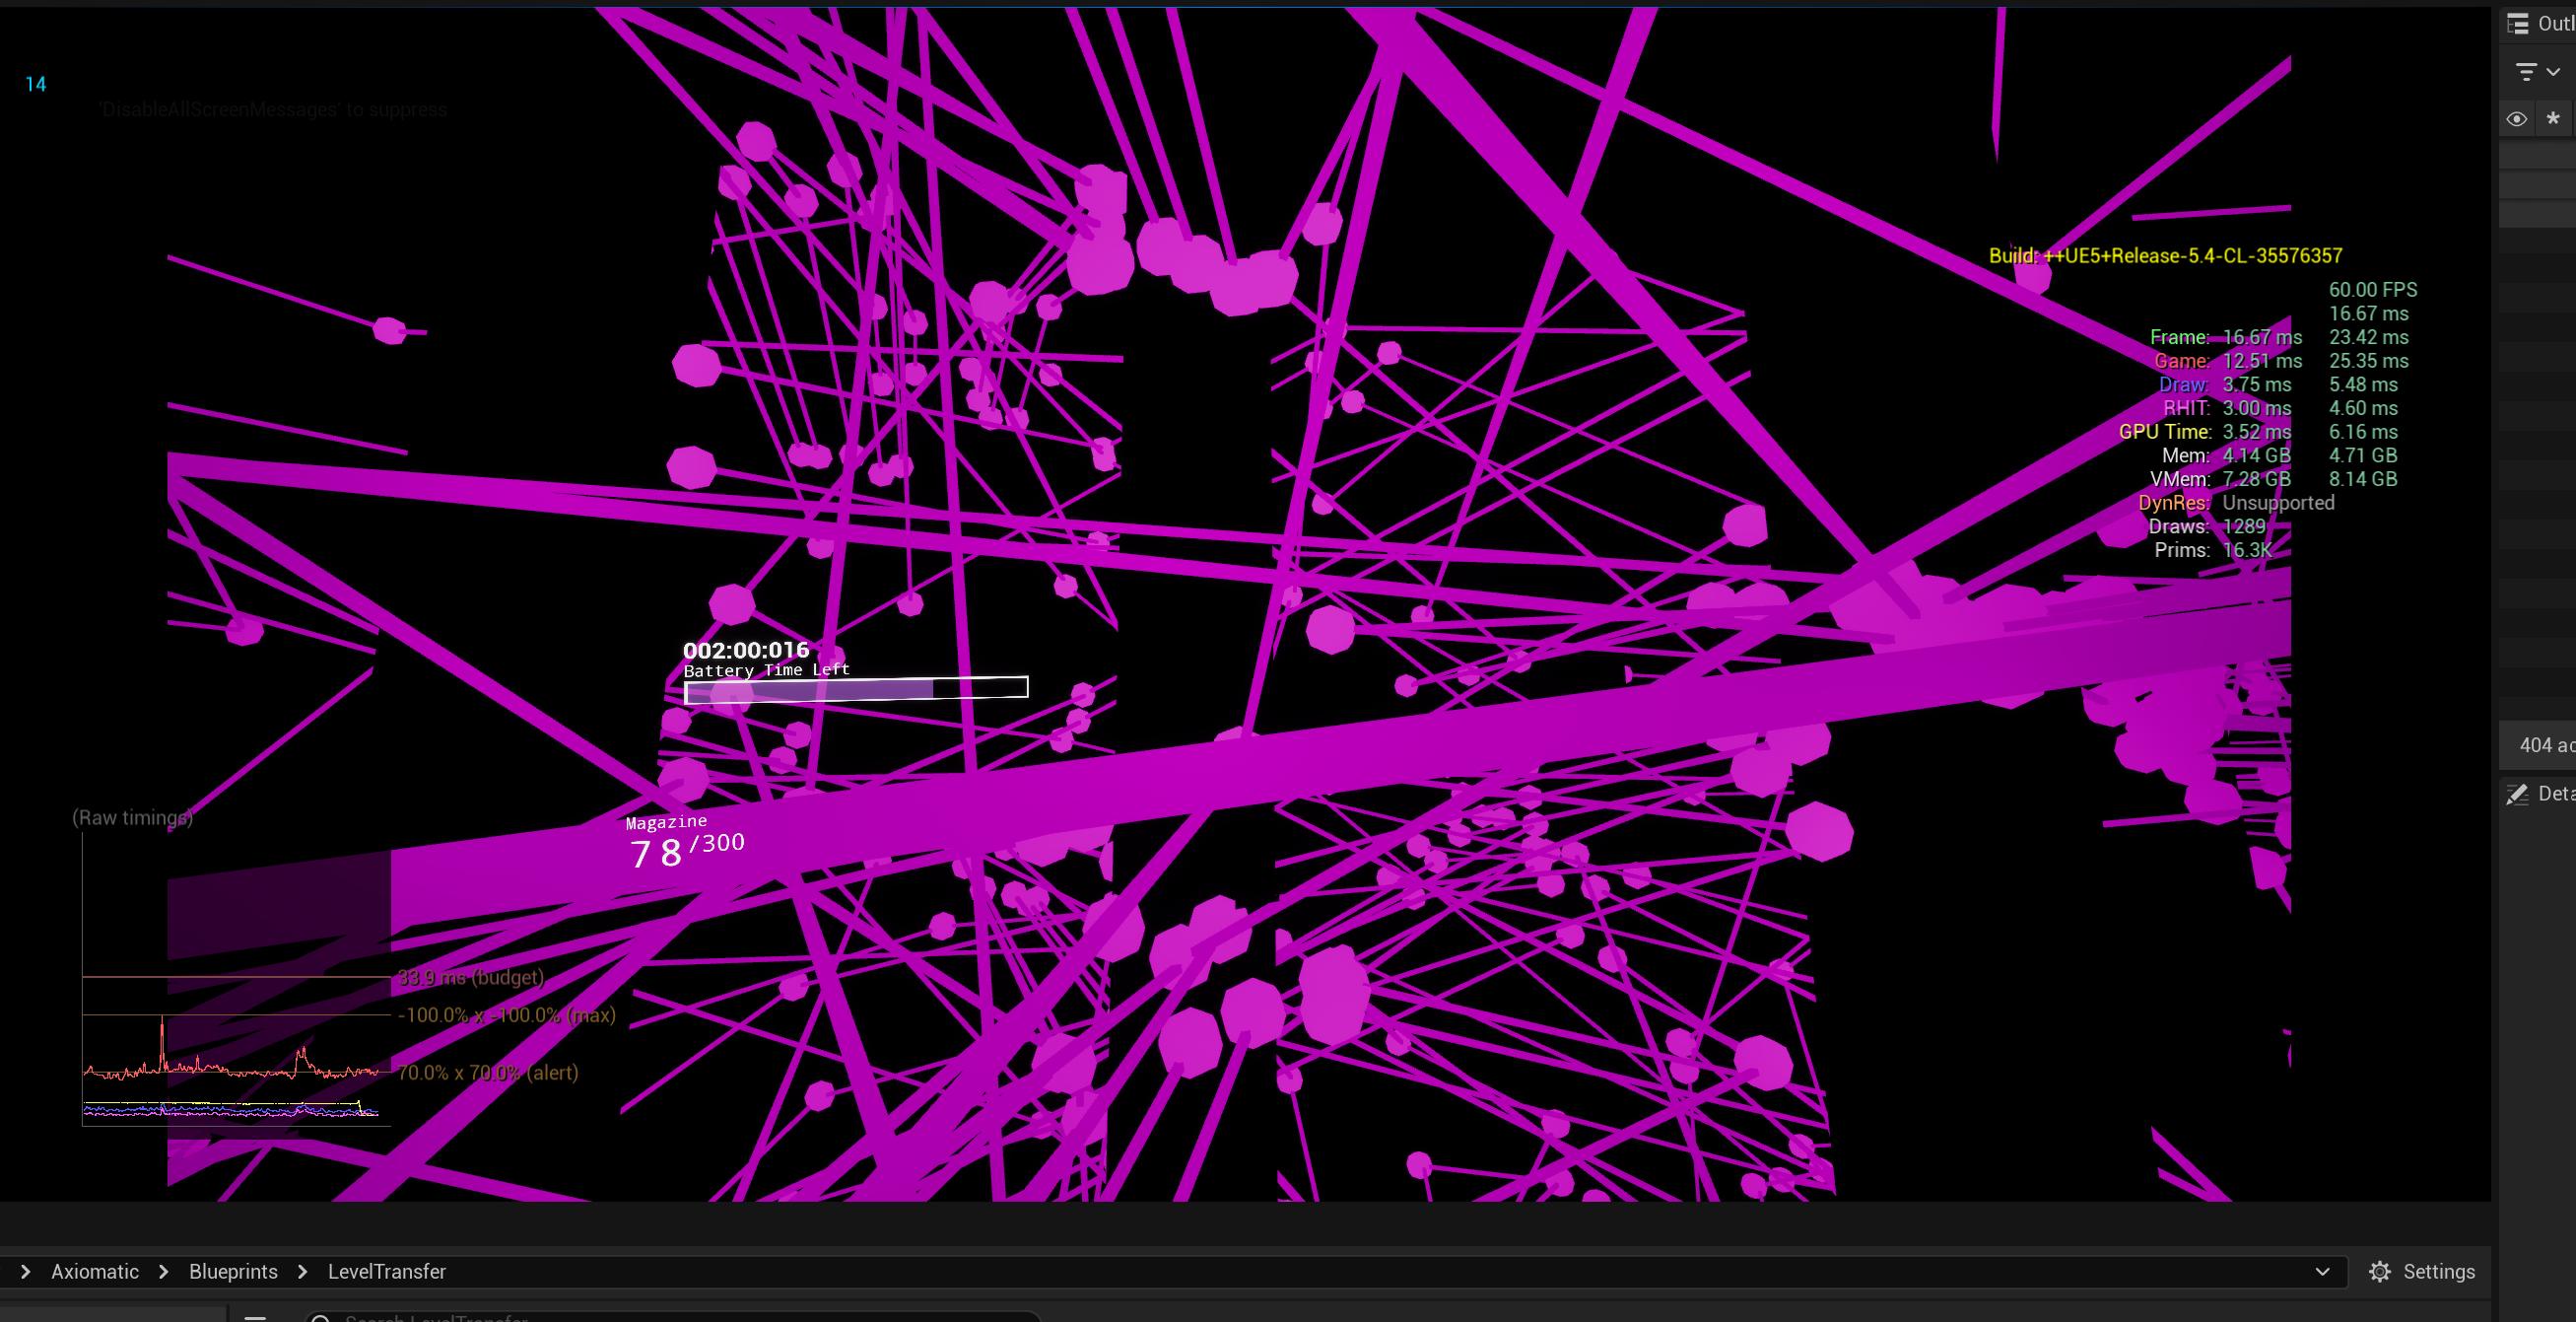 Outl
14
'DisableAllScreenMessages' to suppress
Build: ++UE5+Release-5.4-CL-35576357
60.00 FPS
16.67 ms
Frame: 16.67 ms 23.42 ms
Game: 12.51 ms 25.35 ms
Draw: 3.75 ms 5.48 ms
RHIT: 3.00 ms 4.60 ms
GPU Time: 3.52 ms 6.16 ms
Mem: 4.14 GB 4.71 GB
VMem: 7.28 GB 8.14 GB
DynRes: Unsupported
Draws: 1289
Prims: 16.3K
002:00:016
Battery Time Left
404 ac
Deta
(Raw timings)
Magazine
78/300
33.9 ms (budget)
-100.0% x -100.0% (max)
70.0% x 70.0% (alert)
Axiomatic Blueprints LevelTransfer
Settings
Search LevelTransfer